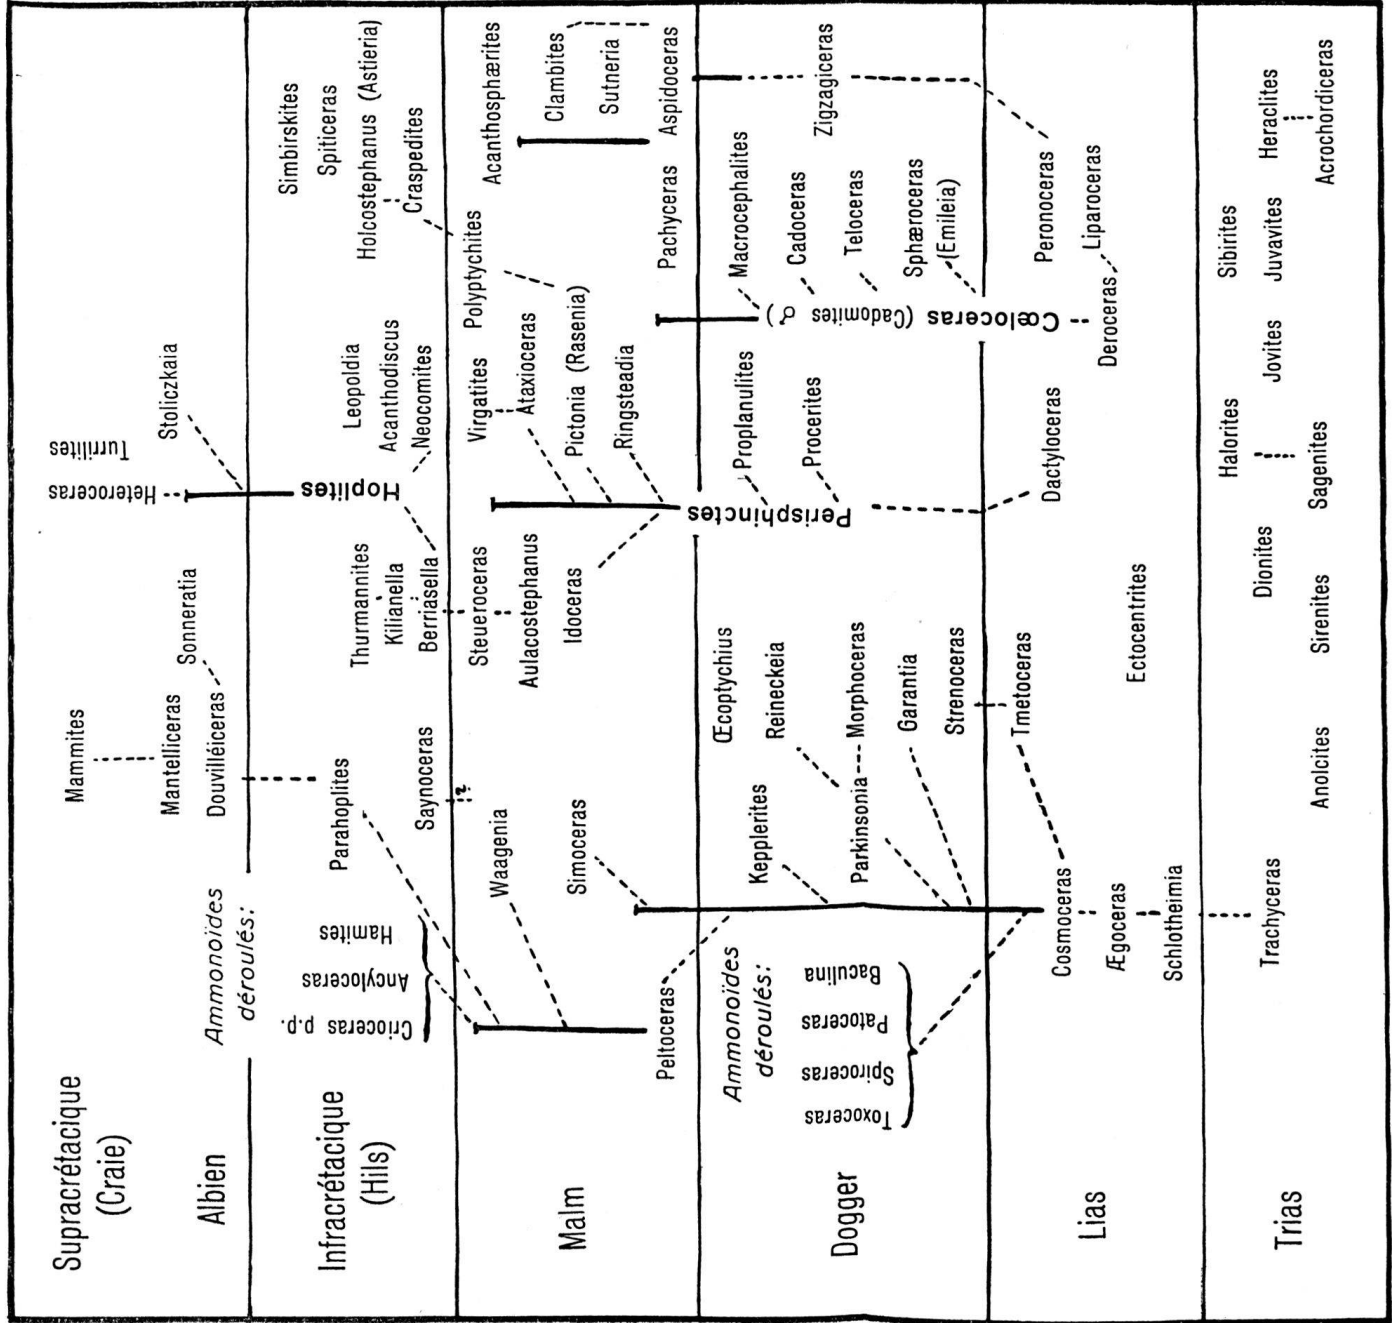 Supracrétacique
(Craie)
Albien
Mammites
Mantelliceras
Douvilléiceras
Sonneratia
Heteroceras
Turrilites
Stoliczkaia
Infracrétacique
(Hils)
Ammonoïdes
déroulés:
Crioceras p.p.
Ancyloceras
Hamites
Parahoplites
Saynoceras
?
Thurmannites
Kilianella
Berriasella
Hoplites
Leopoldia
Acanthodiscus
Neocomites
Simbirskites
Spiticeras
Holcostephanus (Astieria)
Craspedites
Malm
Peltoceras
Waagenia
Simoceras
Steueroceras
Aulacostephanus
Idoceras
Virgatites
Ataxioceras
Pictonia (Rasenia)
Ringsteadia
Polyptychites
Pachyceras
Acanthosphærites
Clambites
Sutneria
Aspidoceras
Dogger
Ammonoïdes
déroulés:
Toxoceras
Spiroceras
Patoceras
Baculina
Kepplerites
Parkinsonia
Œcoptychius
Reineckeia
Morphoceras
Garantia
Strenoceras
Perisphinctes
Proplanulites
Procerites
Macrocephalites
Cadoceras
Teloceras
Sphæroceras
(Emileia)
Cœloceras (Cadomites ♂)
Zigzagiceras
Lias
Cosmoceras
Ægoceras
Schlotheimia
Tmetoceras
Ectocentrites
Dactyloceras
Deroceras
Liparoceras
Peronoceras
Trias
Trachyceras
Anolcites
Sirenites
Dionites
Sagenites
Halorites
Jovites
Sibirites
Juvavites
Heraclites
Acrochordiceras